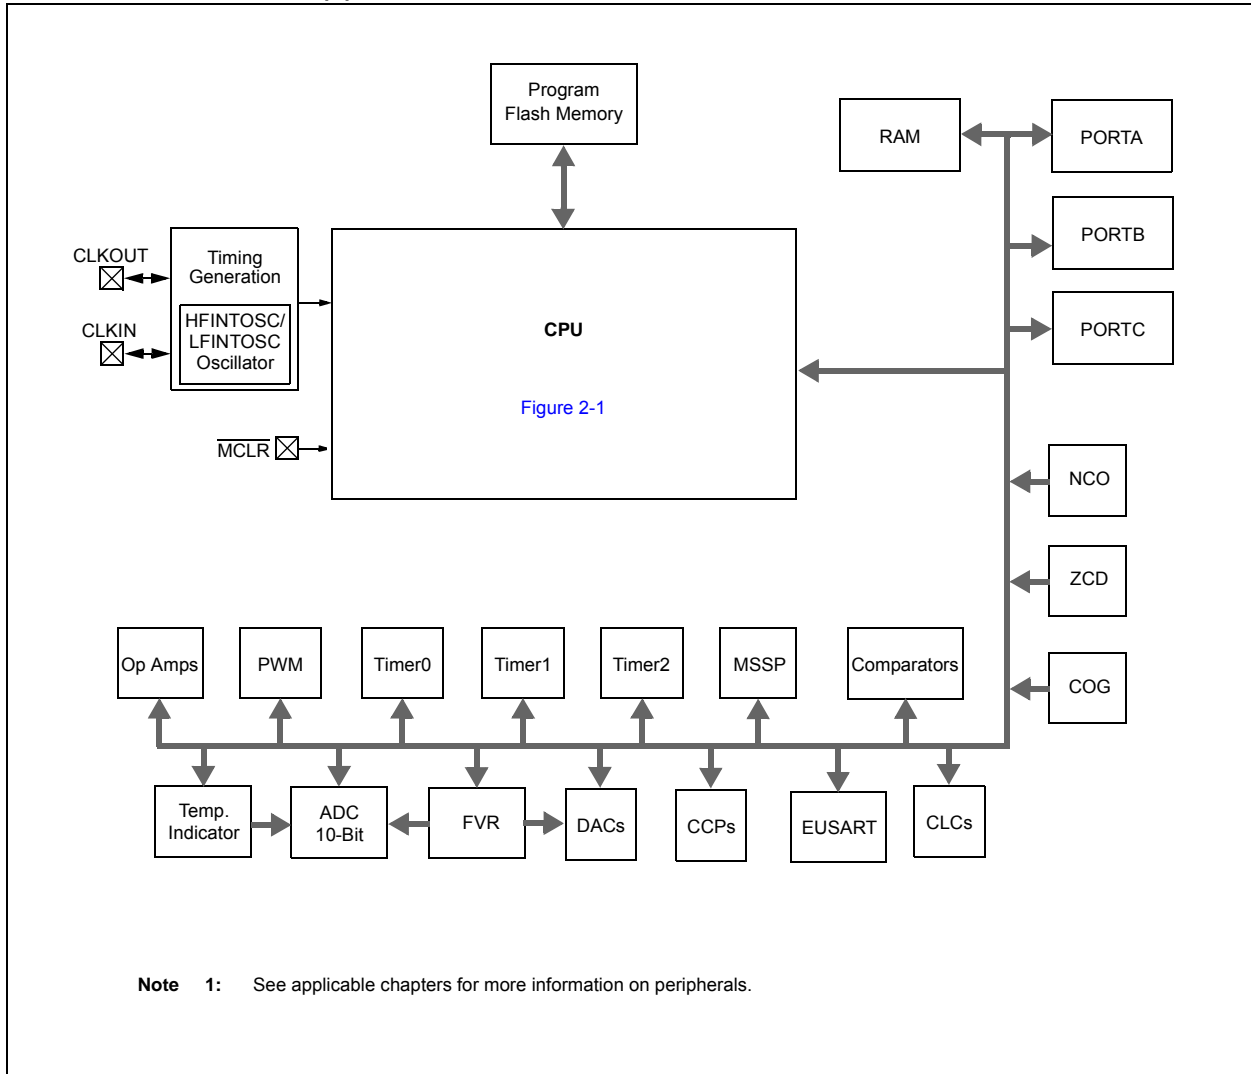 Program
Flash Memory
RAM
PORTA
PORTB
PORTC
CLKOUT
Timing
Generation
HFINTOSC/
LFINTOSC
Oscillator
CLKIN
CPU
Figure 2-1
MCLR
NCO
ZCD
COG
Op Amps
PWM
Timer0
Timer1
Timer2
MSSP
Comparators
Temp.
Indicator
ADC
10-Bit
FVR
DACs
CCPs
EUSART
CLCs
Note 1: See applicable chapters for more information on peripherals.